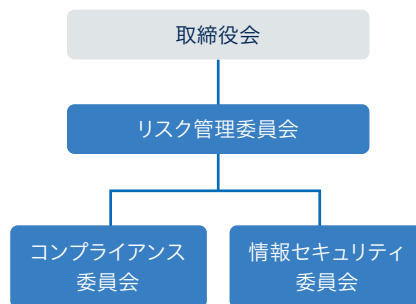 取締役会
リスク管理委員会
コンプライアンス
委員会
情報セキュリティ
委員会